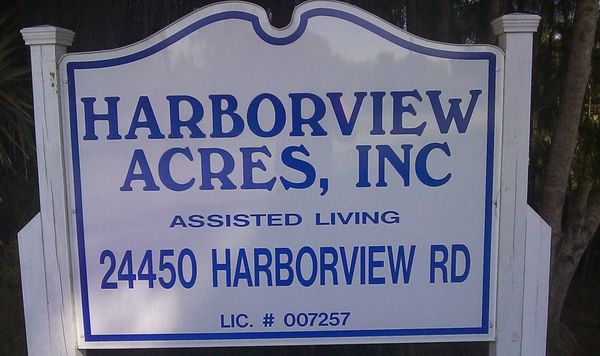 HARBORVIEW
ACRES, INC
ASSISTED LIVING
24450 HARBORVIEW RD
LIC. # 007257